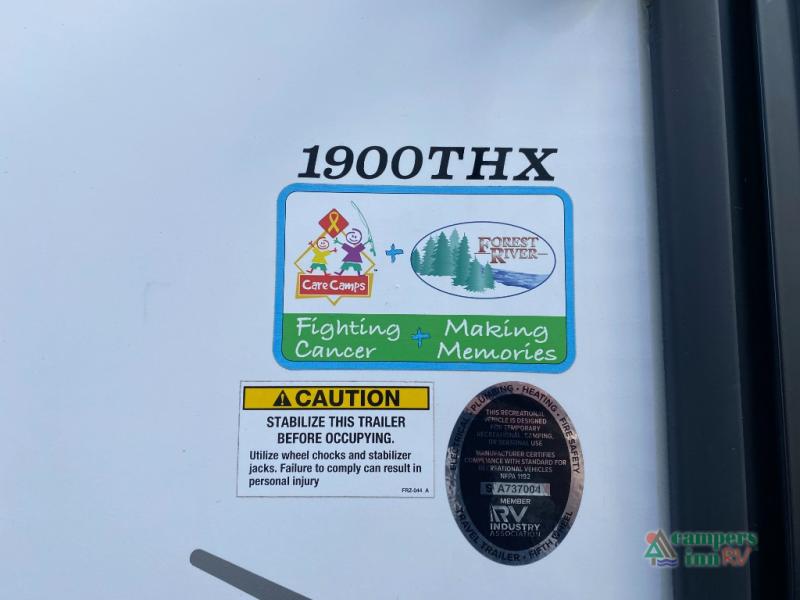 1900THX
Care Camps
™
+
FOREST
RIVER
Fighting + Making
Cancer Memories
CAUTION
STABILIZE THIS TRAILER
BEFORE OCCUPYING.
Utilize wheel chocks and stabilizer
jacks. Failure to comply can result in
personal injury
FRZ-044 A
ELECTRICAL • PLUMBING • HEATING • FIRE SAFETY
THIS RECREATIONAL
VEHICLE IS DESIGNED
FOR TEMPORARY
RECREATIONAL, CAMPING,
OR SEASONAL USE
MANUFACTURER CERTIFIES
COMPLIANCE WITH STANDARD FOR
RECREATIONAL VEHICLES
NFPA 1192
S A737004
MEMBER
RV
INDUSTRY
ASSOCIATION
TRAVEL TRAILER • FIFTH WHEEL
campers
inn RV